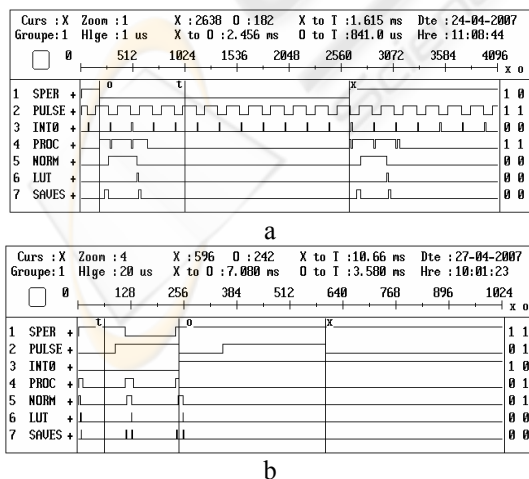 Curs :X Zoom :1 X :2638 O :182 X to T :1.615 ms Dte :24-04-2007
Groupe:1 Hlge :1 us X to O :2.456 ms O to T :841.0 us Hre :11:08:44
0 512 1024 1536 2048 2560 3072 3584 4096
X O
o t X
1 SPER + 1 0
2 PULSE + 1 1
3 INT0 + 0 0
4 PROC + 1 1
5 NORM + 0 0
6 LUT + 0 0
7 SAVES + 0 0
a
Curs :X Zoom :4 X :596 O :242 X to T :10.66 ms Dte :27-04-2007
Groupe:1 Hlge :20 us X to O :7.080 ms O to T :3.580 ms Hre :10:01:23
0 128 256 384 512 640 768 896 1024
X O
t o X
1 SPER + 1 1
2 PULSE + 0 1
3 INT0 + 1 0
4 PROC + 0 1
5 NORM + 0 1
6 LUT + 0 0
7 SAVES + 0 0
b